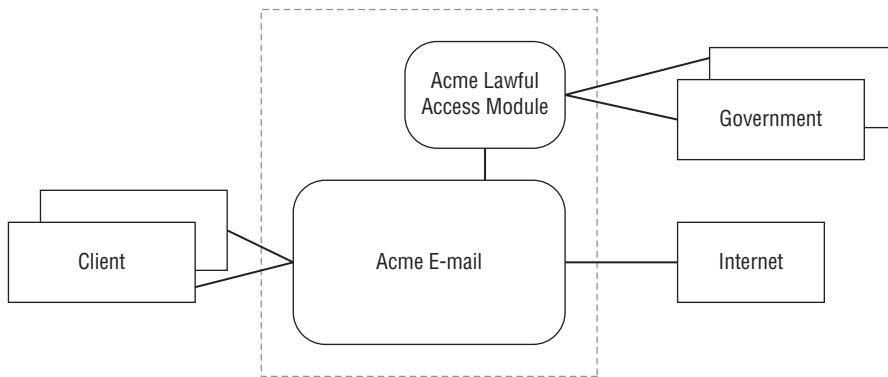 Acme Lawful
Access Module
Government
Client
Acme E-mail
Internet